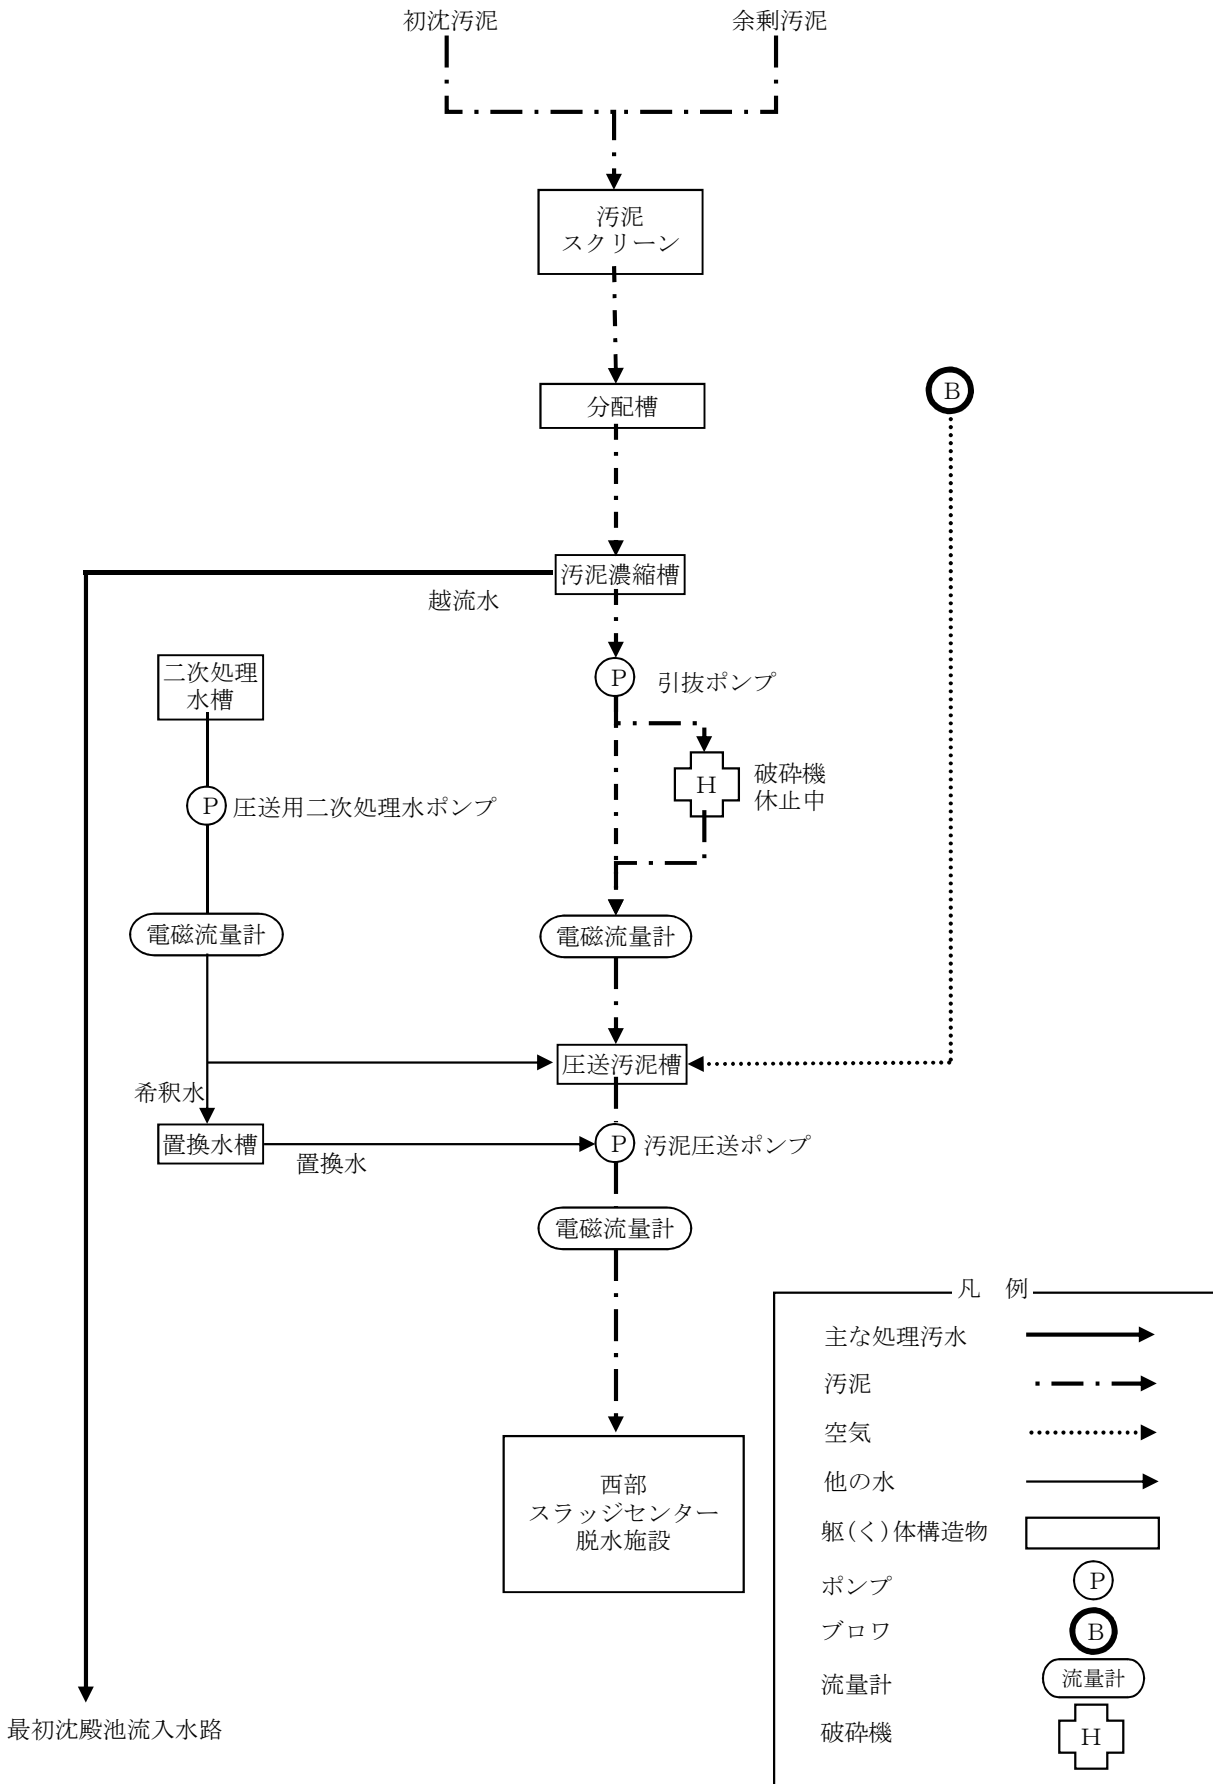 初沈汚泥
余剰汚泥
汚泥
スクリーン
分配槽
B
汚泥濃縮槽
越流水
二次処理
水槽
P
引抜ポンプ
H
破砕機
休止中
P
圧送用二次処理水ポンプ
電磁流量計
電磁流量計
圧送汚泥槽
希釈水
置換水槽
置換水
P
汚泥圧送ポンプ
電磁流量計
西部
スラッジセンター
脱水施設
最初沈殿池流入水路
凡 例
主な処理汚水
汚泥
空気
他の水
躯(く)体構造物
ポンプ
P
ブロワ
B
流量計
流量計
破砕機
H